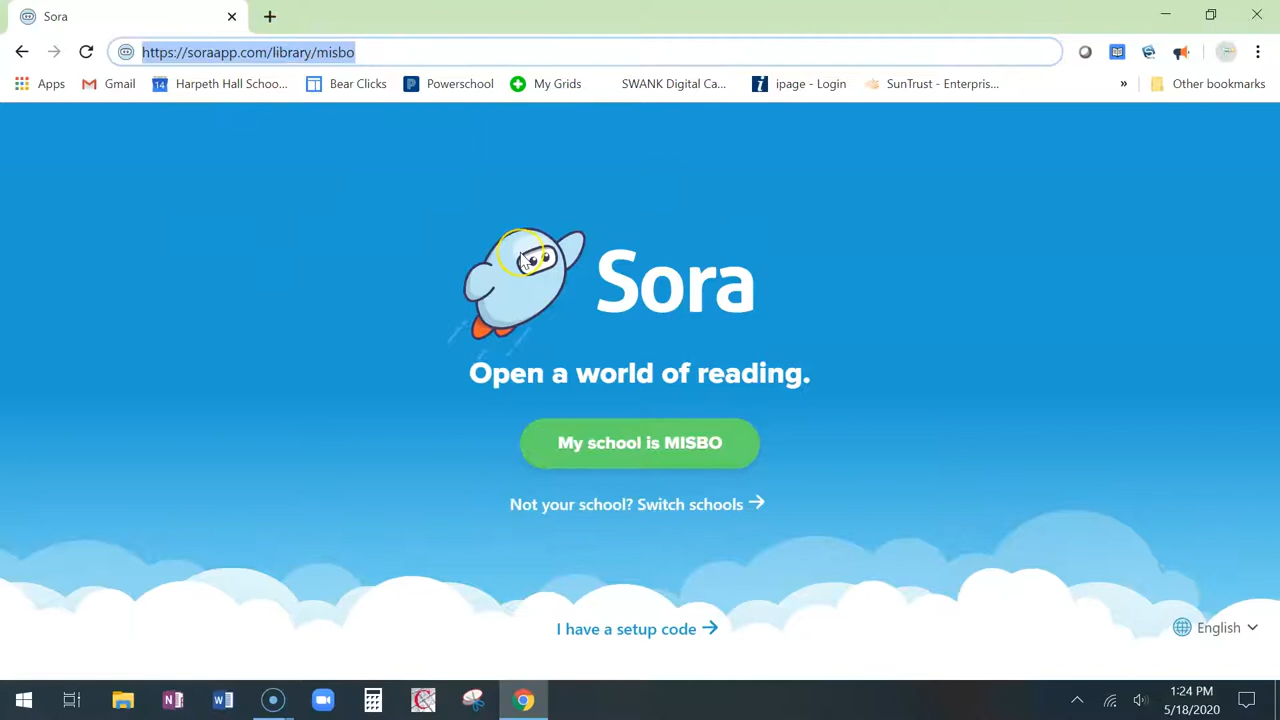 Sora
https://soraapp.com/library/misbo
Apps Gmail 14 Harpeth Hall Schoo... Bear Clicks Powerschool My Grids SWANK Digital Ca... ipage - Login SunTrust - Enterpris... » Other bookmarks
Sora
Open a world of reading.
My school is MISBO
Not your school? Switch schools
I have a setup code
English
1:24 PM
5/18/2020